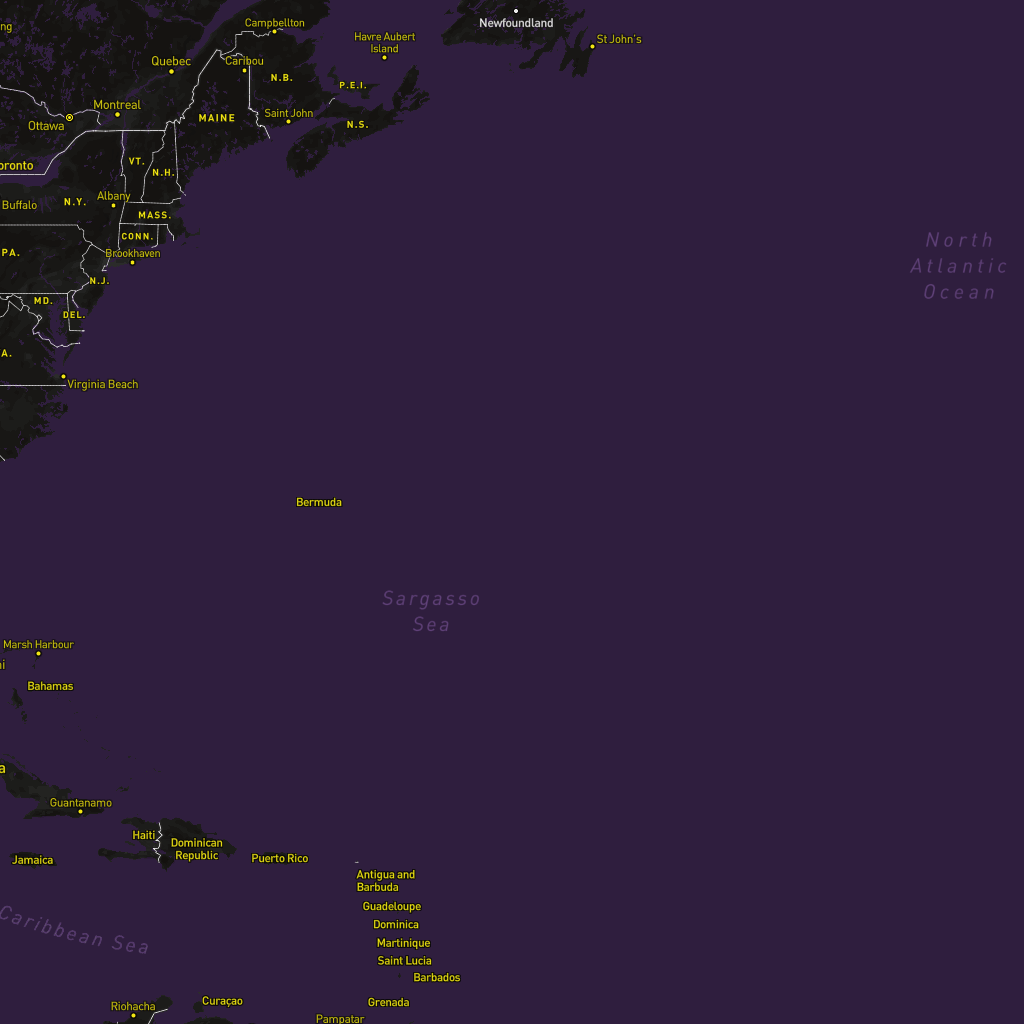 Campbellton
Newfoundland
ng
Havre Aubert
Island
St John's
Quebec
Caribou
N.B.
P.E.I.
Montreal
MAINE
Saint John
Ottawa
N.S.
VT.
oronto
N.H.
Albany
N.Y.
Buffalo
MASS.
CONN.
North
Atlantic
Ocean
PA.
Brookhaven
N.J.
MD.
DEL.
A.
Virginia Beach
Bermuda
Sargasso
Sea
Marsh Harbour
ni
Bahamas
a
Guantanamo
Haiti
Dominican
Republic
Jamaica
Puerto Rico
Antigua and
Barbuda
Guadeloupe
Caribbean Sea
Dominica
Martinique
Saint Lucia
Barbados
Riohacha
Curaçao
Grenada
Pampatar